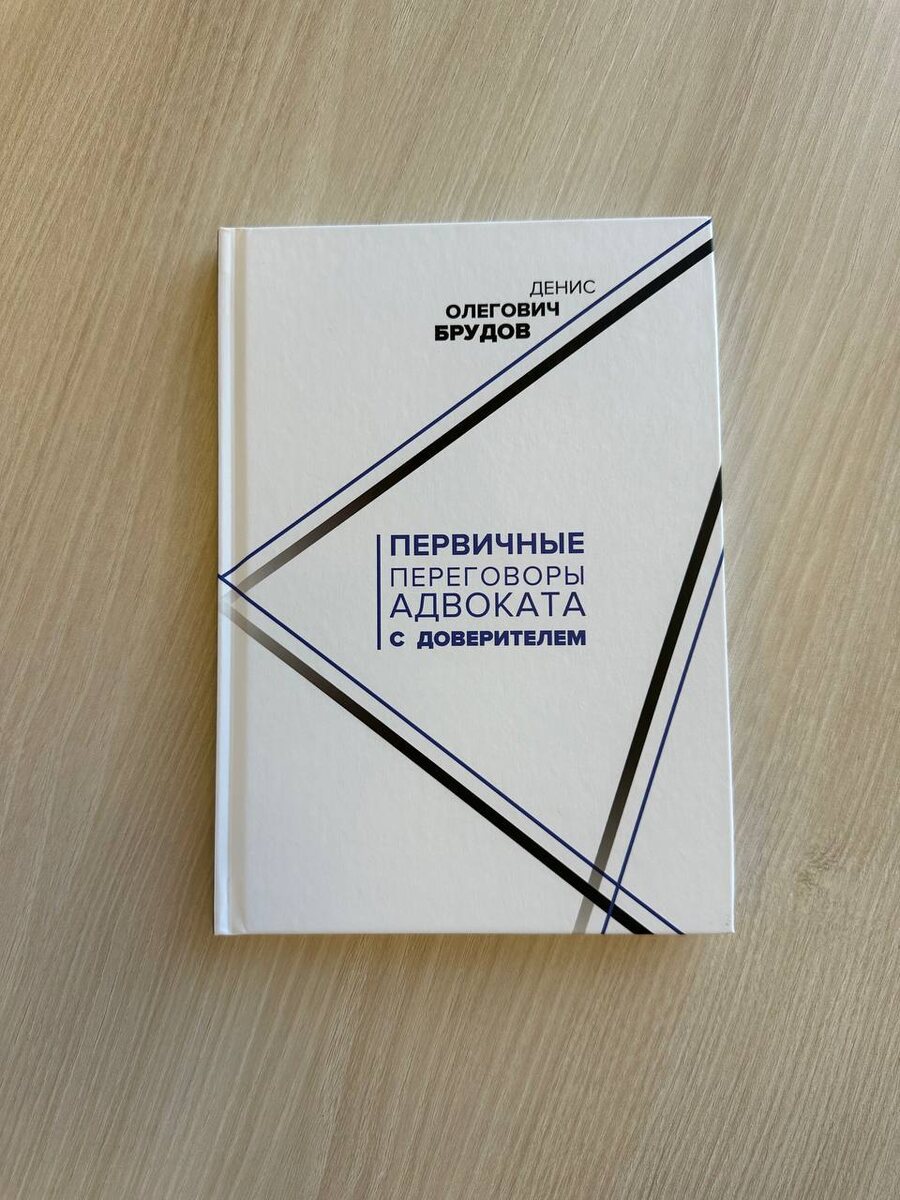 ДЕНИС
ОЛЕГОВИЧ
БРУДОВ
ПЕРВИЧНЫЕ
ПЕРЕГОВОРЫ
АДВОКАТА
С ДОВЕРИТЕЛЕМ